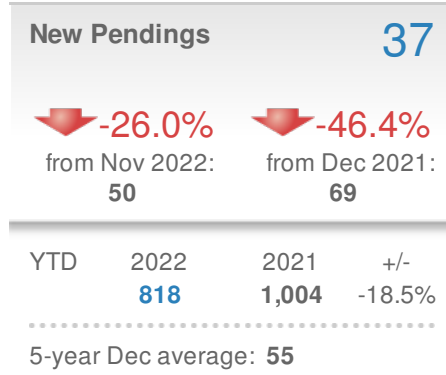 New Pendings 37
-26.0% -46.4%
from Nov 2022: from Dec 2021:
50 69
YTD 2022 2021 +/-
818 1,004 -18.5%
5-year Dec average: 55